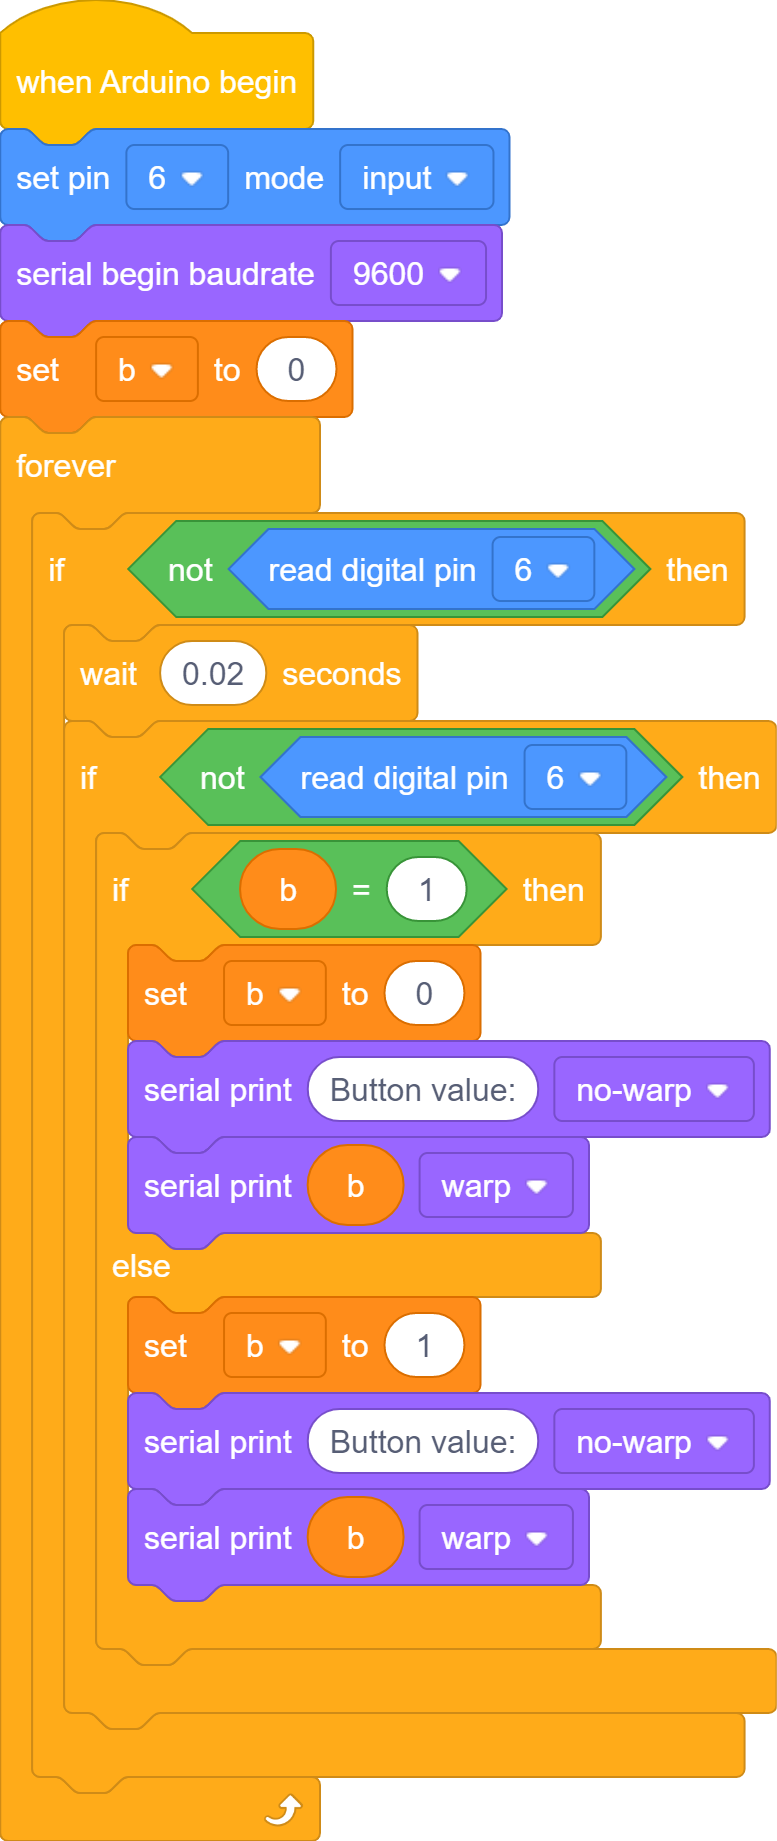 when Arduino begin
set pin 6 mode input
serial begin baudrate 9600
set b to 0
forever
if not read digital pin 6 then
wait 0.02 seconds
if not read digital pin 6 then
if b = 1 then
set b to 0
serial print Button value: no-warp
serial print b warp
else
set b to 1
serial print Button value: no-warp
serial print b warp